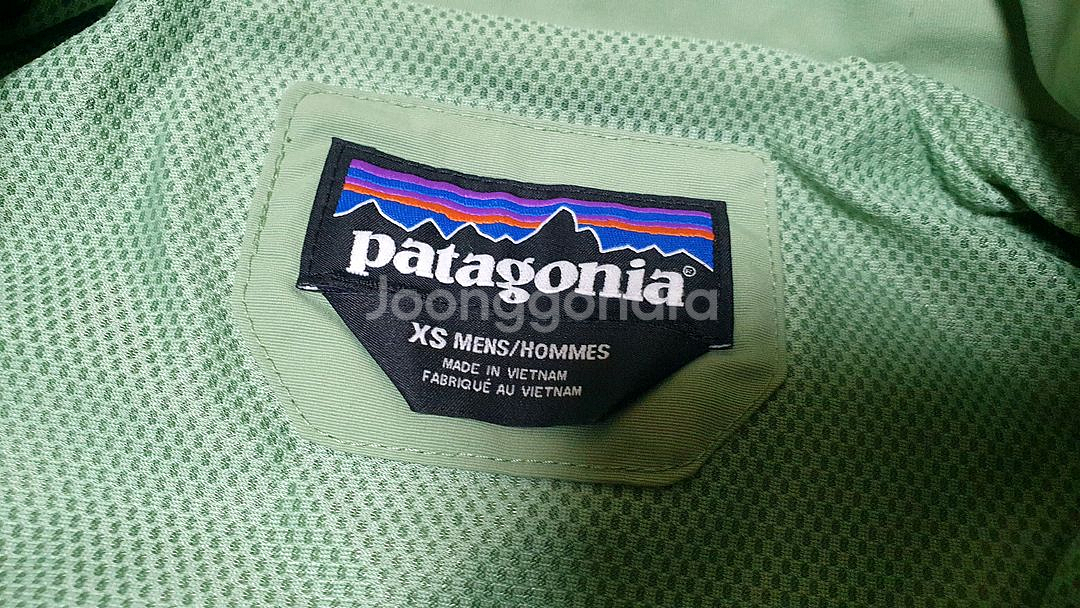 patagonia®
Joonggonara
XS MENS/HOMMES
MADE IN VIETNAM
FABRIQUÉ AU VIETNAM